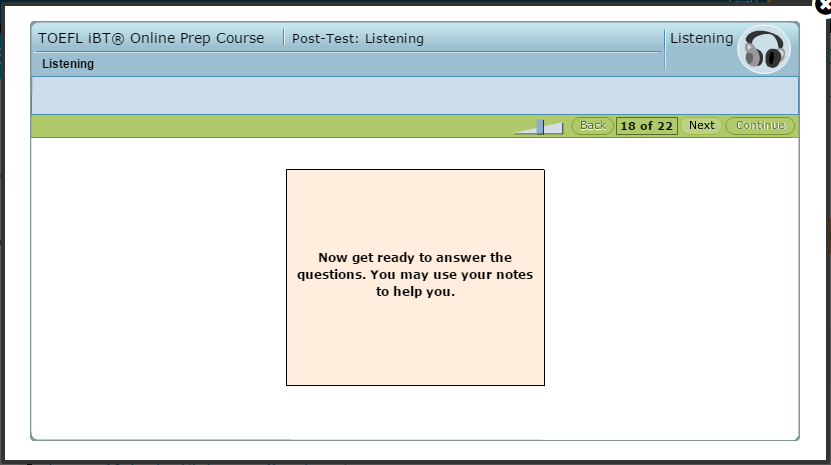 TOEFL iBT® Online Prep Course
Post-Test: Listening
Listening
Listening
Back
18 of 22
Next
Continue
Now get ready to answer the
questions. You may use your notes
to help you.